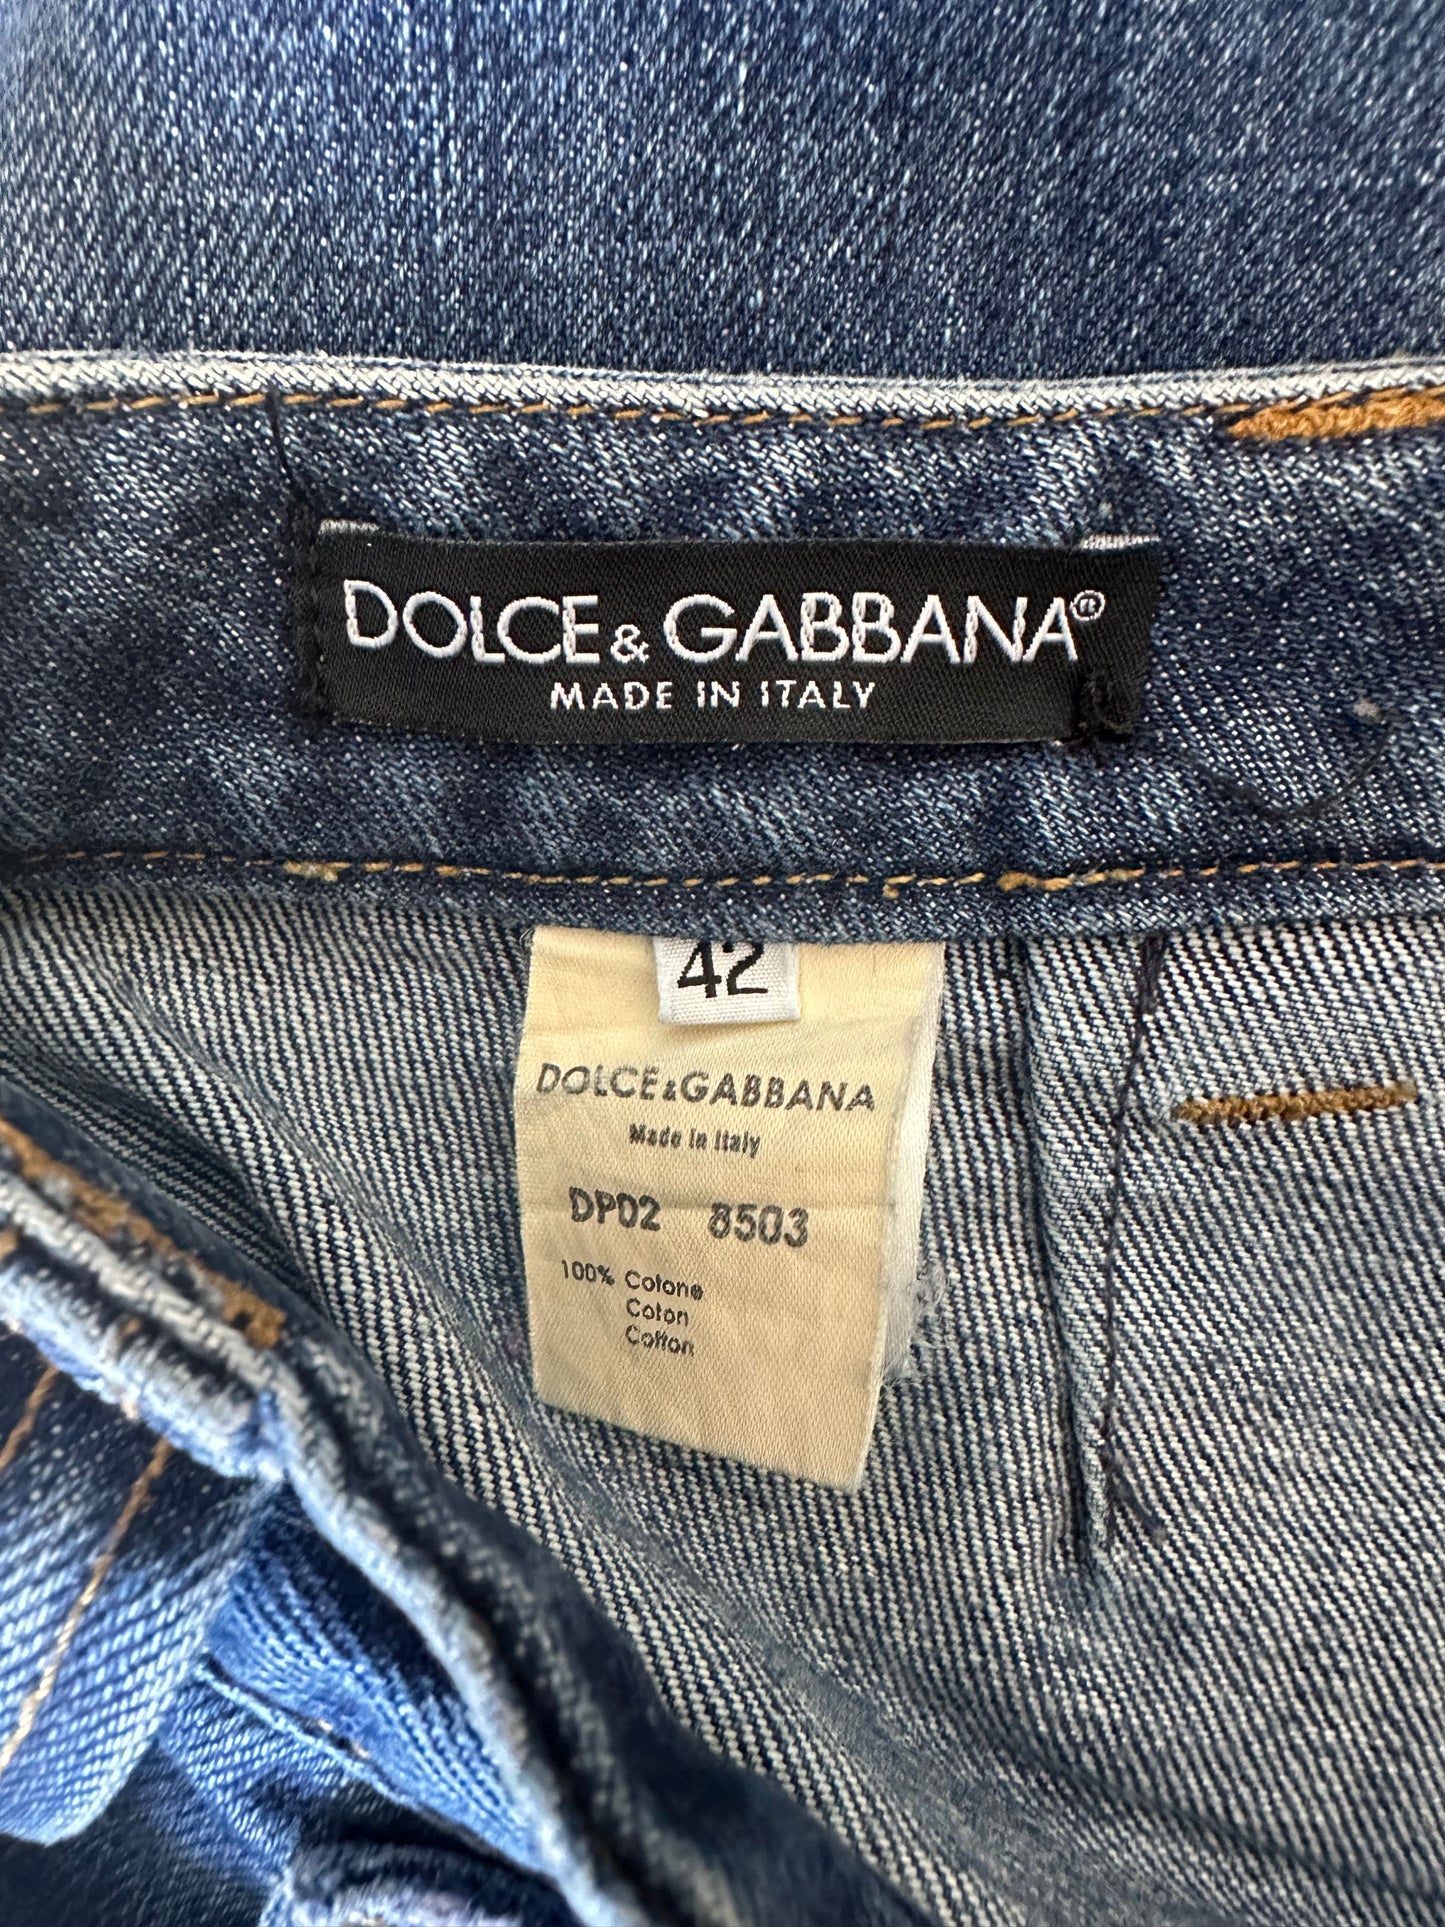 DOLCE & GABBANA®
MADE IN ITALY
42
DOLCE & GABBANA
Made in Italy
DP02 8503
100% Cotone
Coton
Cotton